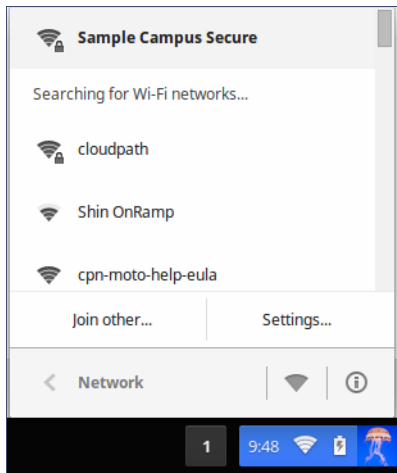 Sample Campus Secure
Searching for Wi-Fi networks...
cloudpath
Shin OnRamp
cpn-moto-help-eula
Join other...
Settings...
Network
1
9:48